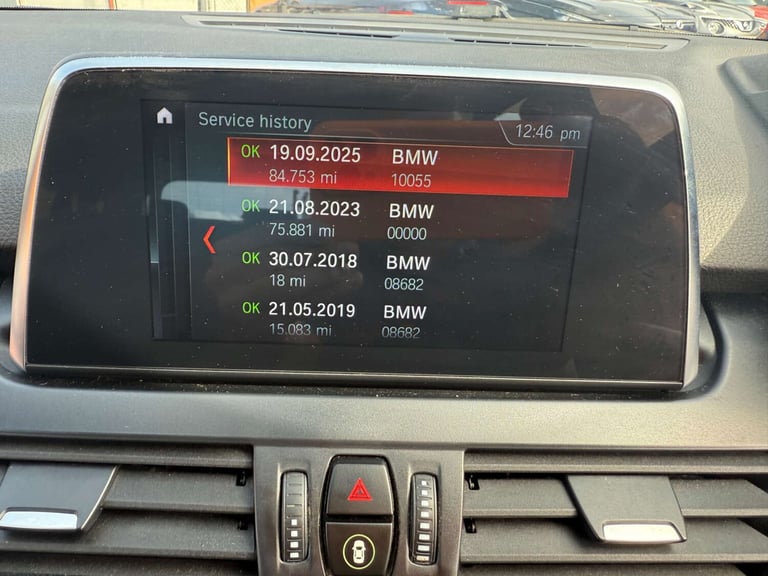 Service history
12:46 pm
OK 19.09.2025 BMW
84.753 mi 10055
OK 21.08.2023 BMW
75.881 mi 00000
OK 30.07.2018 BMW
18 mi 08682
OK 21.05.2019 BMW
15.083 mi 08682